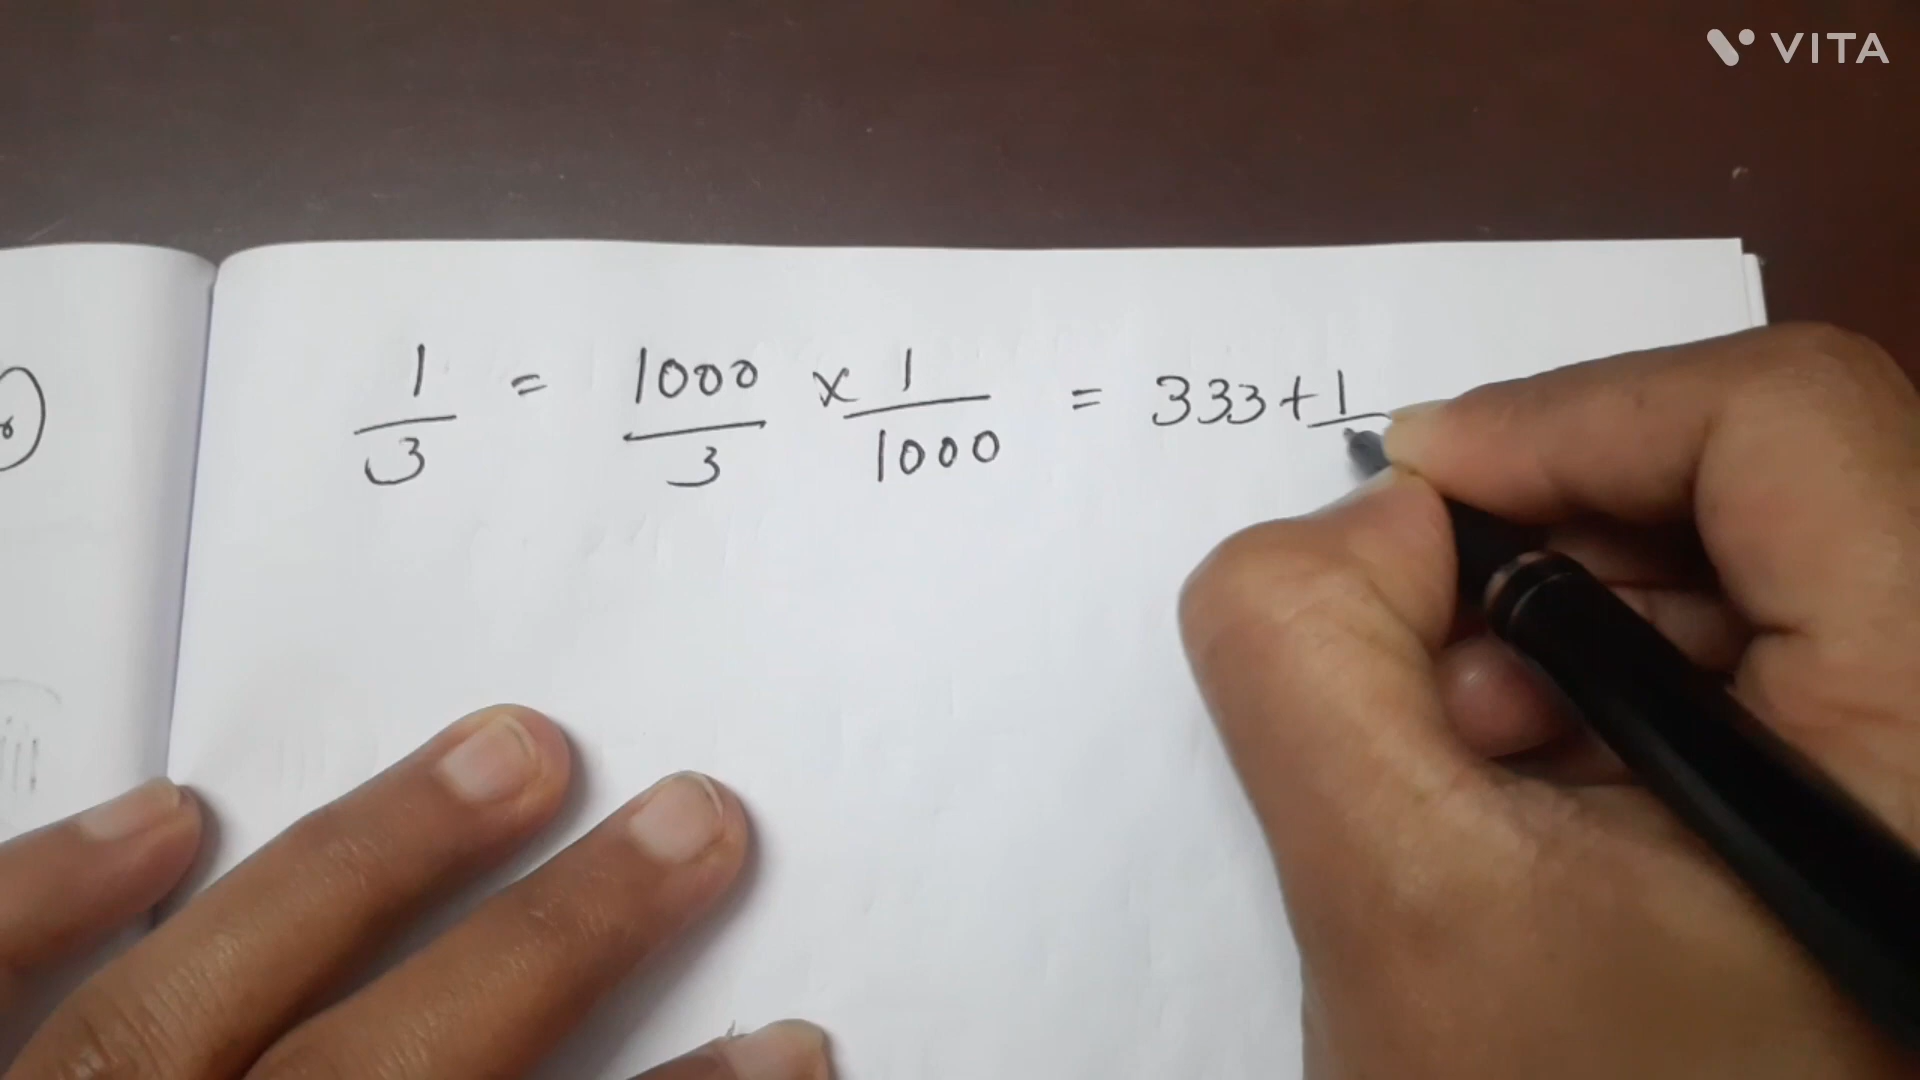 VITA
1/3 = 1000/3 x 1/1000 = 333+1/